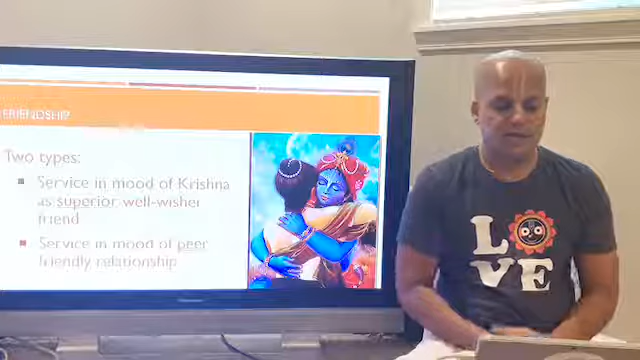 FRIENDSHIP
Two types:
Service in mood of Krishna
as superior well-wisher
friend
Service in mood of peer
friendly relationship
LOVE